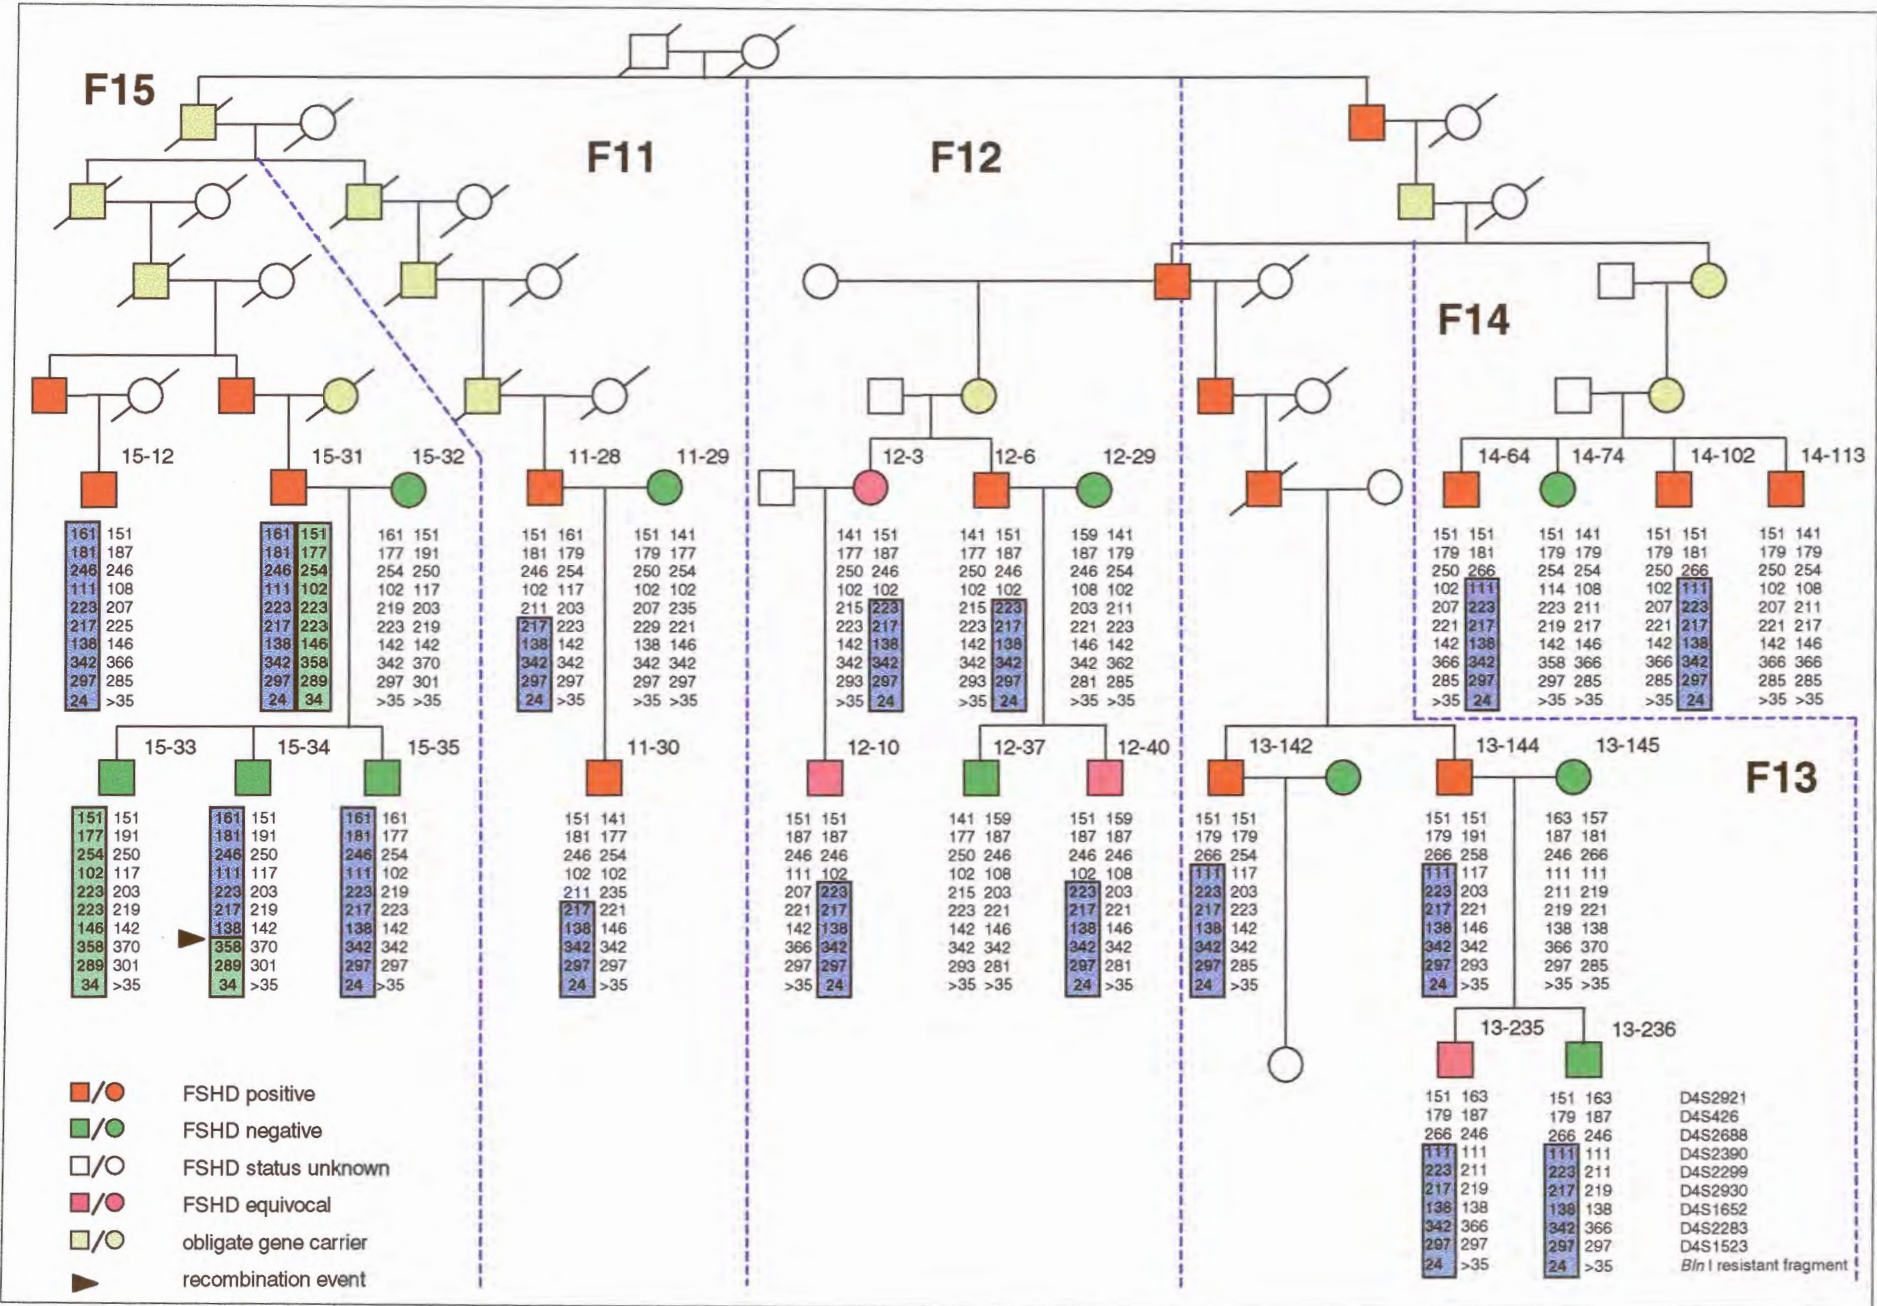 F15
F11
F12
F14
15-12 15-31 15-32 11-28 11-29 12-3 12-6 12-29 14-64 14-74 14-102 14-113
161 151 161 151 161 151 151 161 151 141 141 151 141 151 159 141 151 151 151 141 151 151 151 141
181 187 181 177 177 191 181 179 179 177 177 187 177 187 187 179 179 181 179 179 179 181 179 179
246 246 246 254 254 250 246 254 250 254 250 246 250 246 246 254 250 266 254 254 250 266 250 254
111 108 111 102 102 117 102 117 102 102 102 102 102 102 108 102 102 111 114 108 102 111 102 108
223 207 223 223 219 203 211 203 207 235 215 223 215 223 203 211 207 223 223 211 207 223 207 211
217 225 217 223 223 219 217 223 229 221 223 217 223 217 221 223 221 217 219 217 221 217 221 217
138 146 138 146 142 142 138 142 138 146 142 138 142 138 146 142 142 138 142 146 142 138 142 146
342 366 342 358 342 370 342 342 342 342 342 342 342 342 342 362 366 342 358 366 366 342 366 366
297 285 297 289 297 301 297 297 297 297 293 297 293 297 281 285 285 297 297 285 285 297 285 285
24 >35 24 34 >35 >35 24 >35 >35 >35 >35 24 >35 24 >35 >35 >35 24 >35 >35 >35 24 >35 >35
15-33 15-34 15-35 11-30 12-10 12-37 12-40 13-142 13-144 13-145
F13
151 151 161 151 161 161 151 141 151 151 141 159 151 159 151 151 151 151 163 157
177 191 181 191 181 177 181 177 187 187 177 187 187 187 179 179 179 191 187 181
254 250 246 250 246 254 246 254 246 246 250 246 246 246 266 254 266 258 246 266
102 117 111 117 111 102 102 102 111 102 102 108 102 108 111 117 111 117 111 111
223 203 223 203 223 219 211 235 207 223 215 203 223 203 223 203 223 203 211 219
223 219 217 219 217 223 217 221 221 217 223 221 217 221 217 223 217 221 219 221
146 142 138 142 138 142 138 146 142 138 142 146 138 146 138 142 138 146 138 138
358 370 358 370 342 342 342 342 366 342 342 342 342 342 342 342 342 342 366 370
289 301 289 301 297 297 297 297 297 297 293 281 297 281 297 285 297 293 297 285
34 >35 34 >35 24 >35 24 >35 >35 24 >35 >35 24 >35 24 >35 24 >35 >35 >35
13-235 13-236
151 163 151 163 D4S2921
179 187 179 187 D4S426
266 246 266 246 D4S2688
111 111 111 111 D4S2390
223 211 223 211 D4S2299
217 219 217 219 D4S2930
138 138 138 138 D4S1652
342 366 342 366 D4S2283
297 297 297 297 D4S1523
24 >35 24 >35 Bln I resistant fragment
/ FSHD positive
/ FSHD negative
/ FSHD status unknown
/ FSHD equivocal
/ obligate gene carrier
recombination event